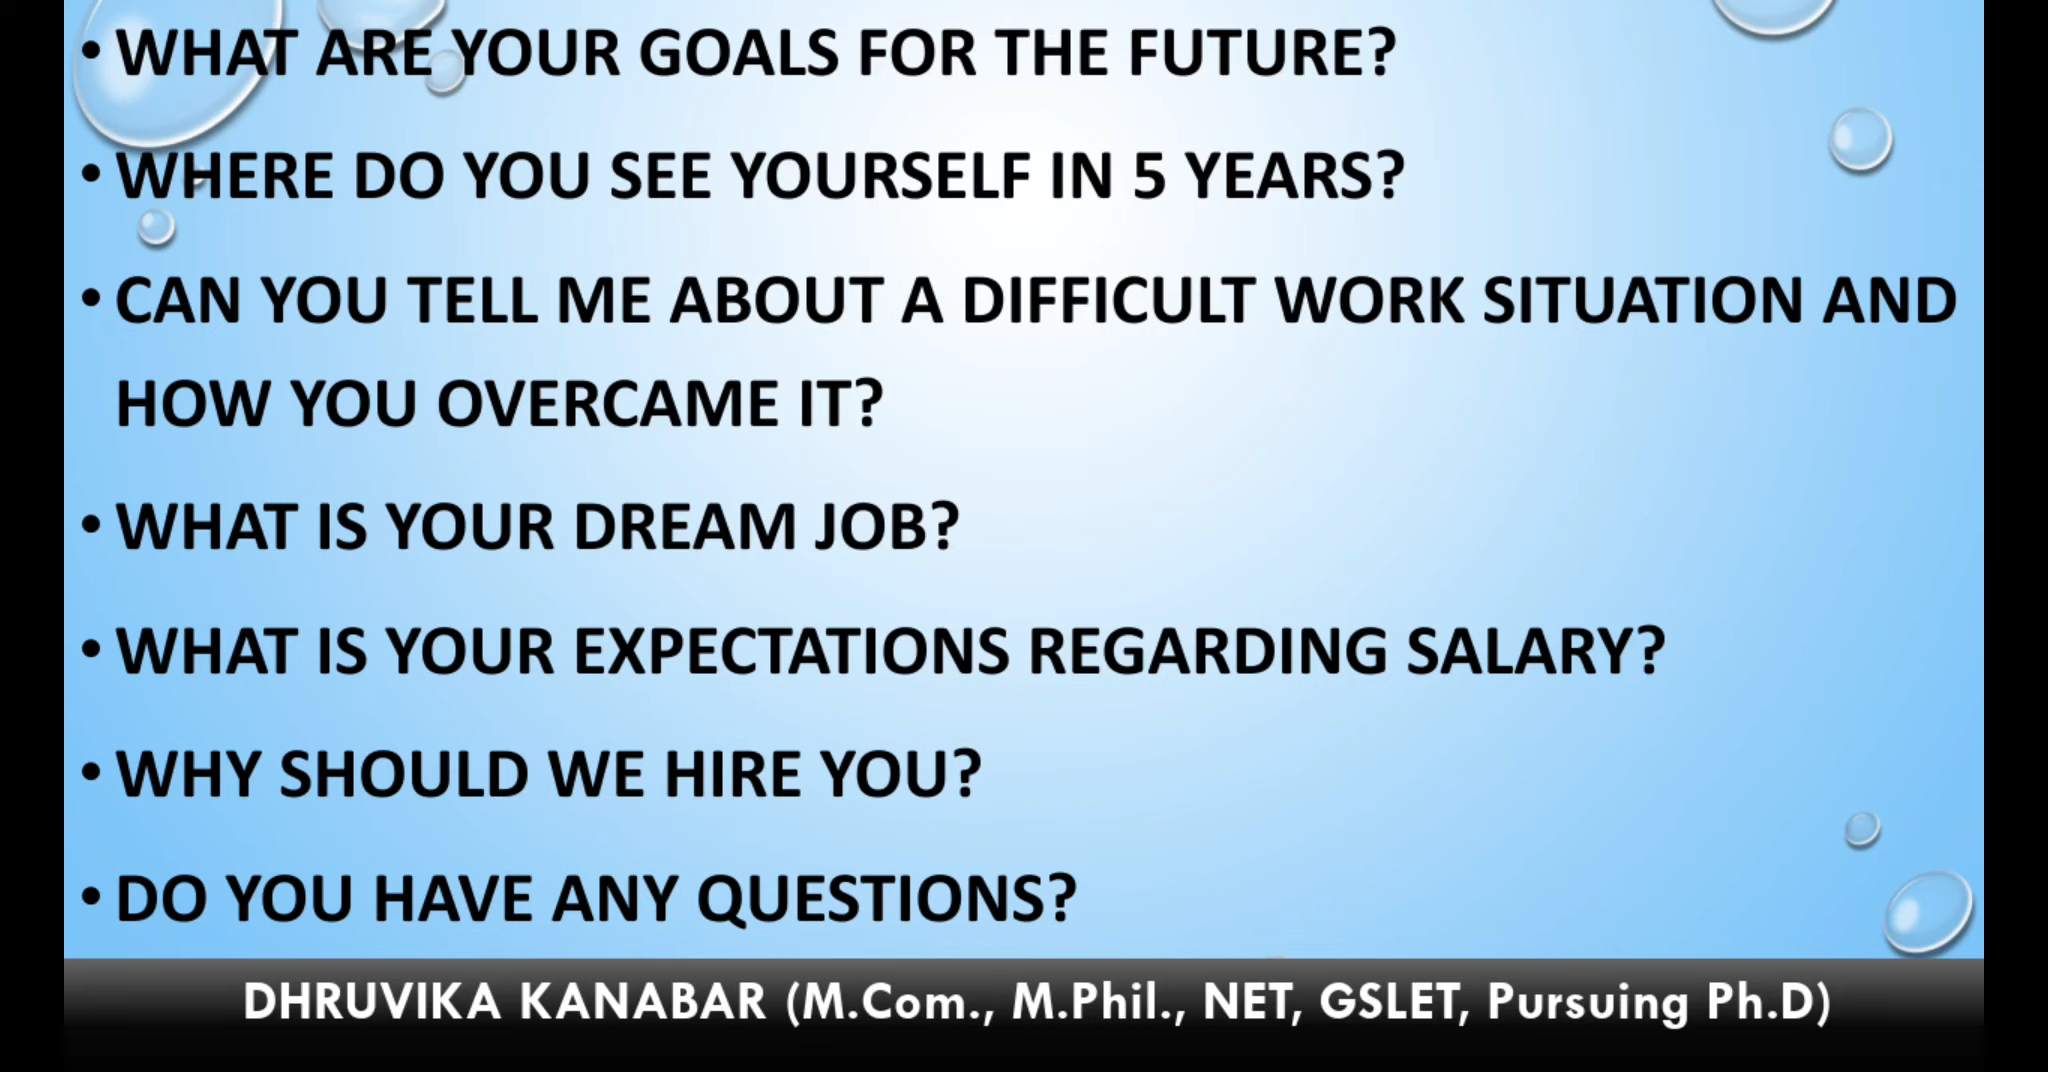 • WHAT ARE YOUR GOALS FOR THE FUTURE?
• WHERE DO YOU SEE YOURSELF IN 5 YEARS?
• CAN YOU TELL ME ABOUT A DIFFICULT WORK SITUATION AND
HOW YOU OVERCAME IT?
• WHAT IS YOUR DREAM JOB?
• WHAT IS YOUR EXPECTATIONS REGARDING SALARY?
• WHY SHOULD WE HIRE YOU?
• DO YOU HAVE ANY QUESTIONS?
DHRUVIKA KANABAR (M.Com., M.Phil., NET, GSLET, Pursuing Ph.D)